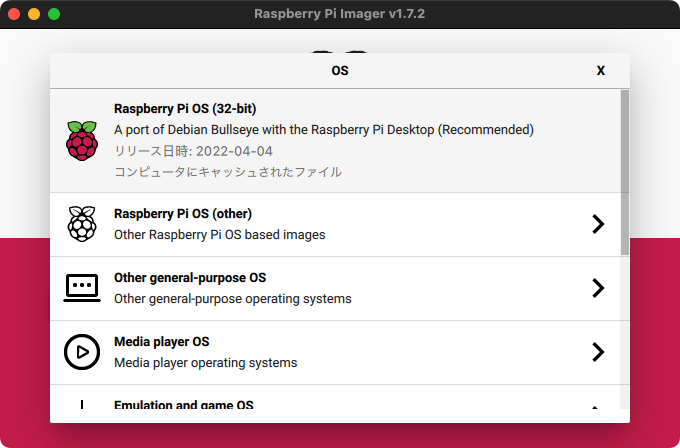 Raspberry Pi Imager v1.7.2
OS
X
Raspberry Pi OS (32-bit)
A port of Debian Bullseye with the Raspberry Pi Desktop (Recommended)
リリース日時: 2022-04-04
コンピュータにキャッシュされたファイル
Raspberry Pi OS (other)
Other Raspberry Pi OS based images
Other general-purpose OS
Other general-purpose operating systems
Media player OS
Media player operating systems
Emulation and game OS